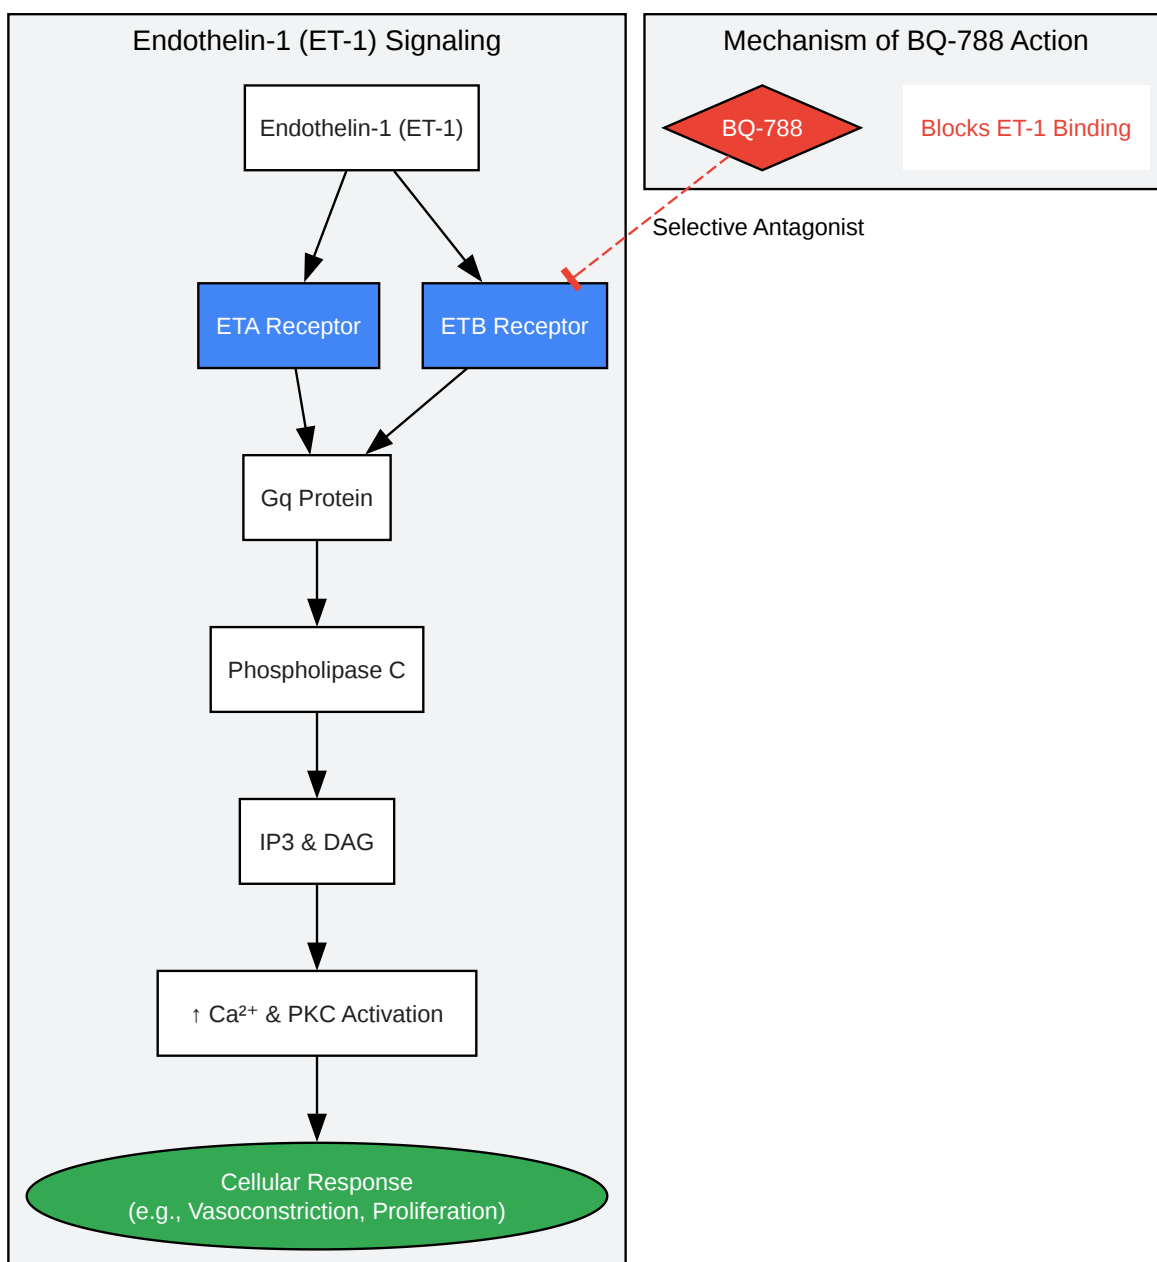 Endothelin-1 (ET-1) Signaling
Endothelin-1 (ET-1)
ETA Receptor
ETB Receptor
Gq Protein
Phospholipase C
IP3 & DAG
↑ Ca²⁺ & PKC Activation
Cellular Response
(e.g., Vasoconstriction, Proliferation)
Mechanism of BQ-788 Action
BQ-788
Blocks ET-1 Binding
Selective Antagonist